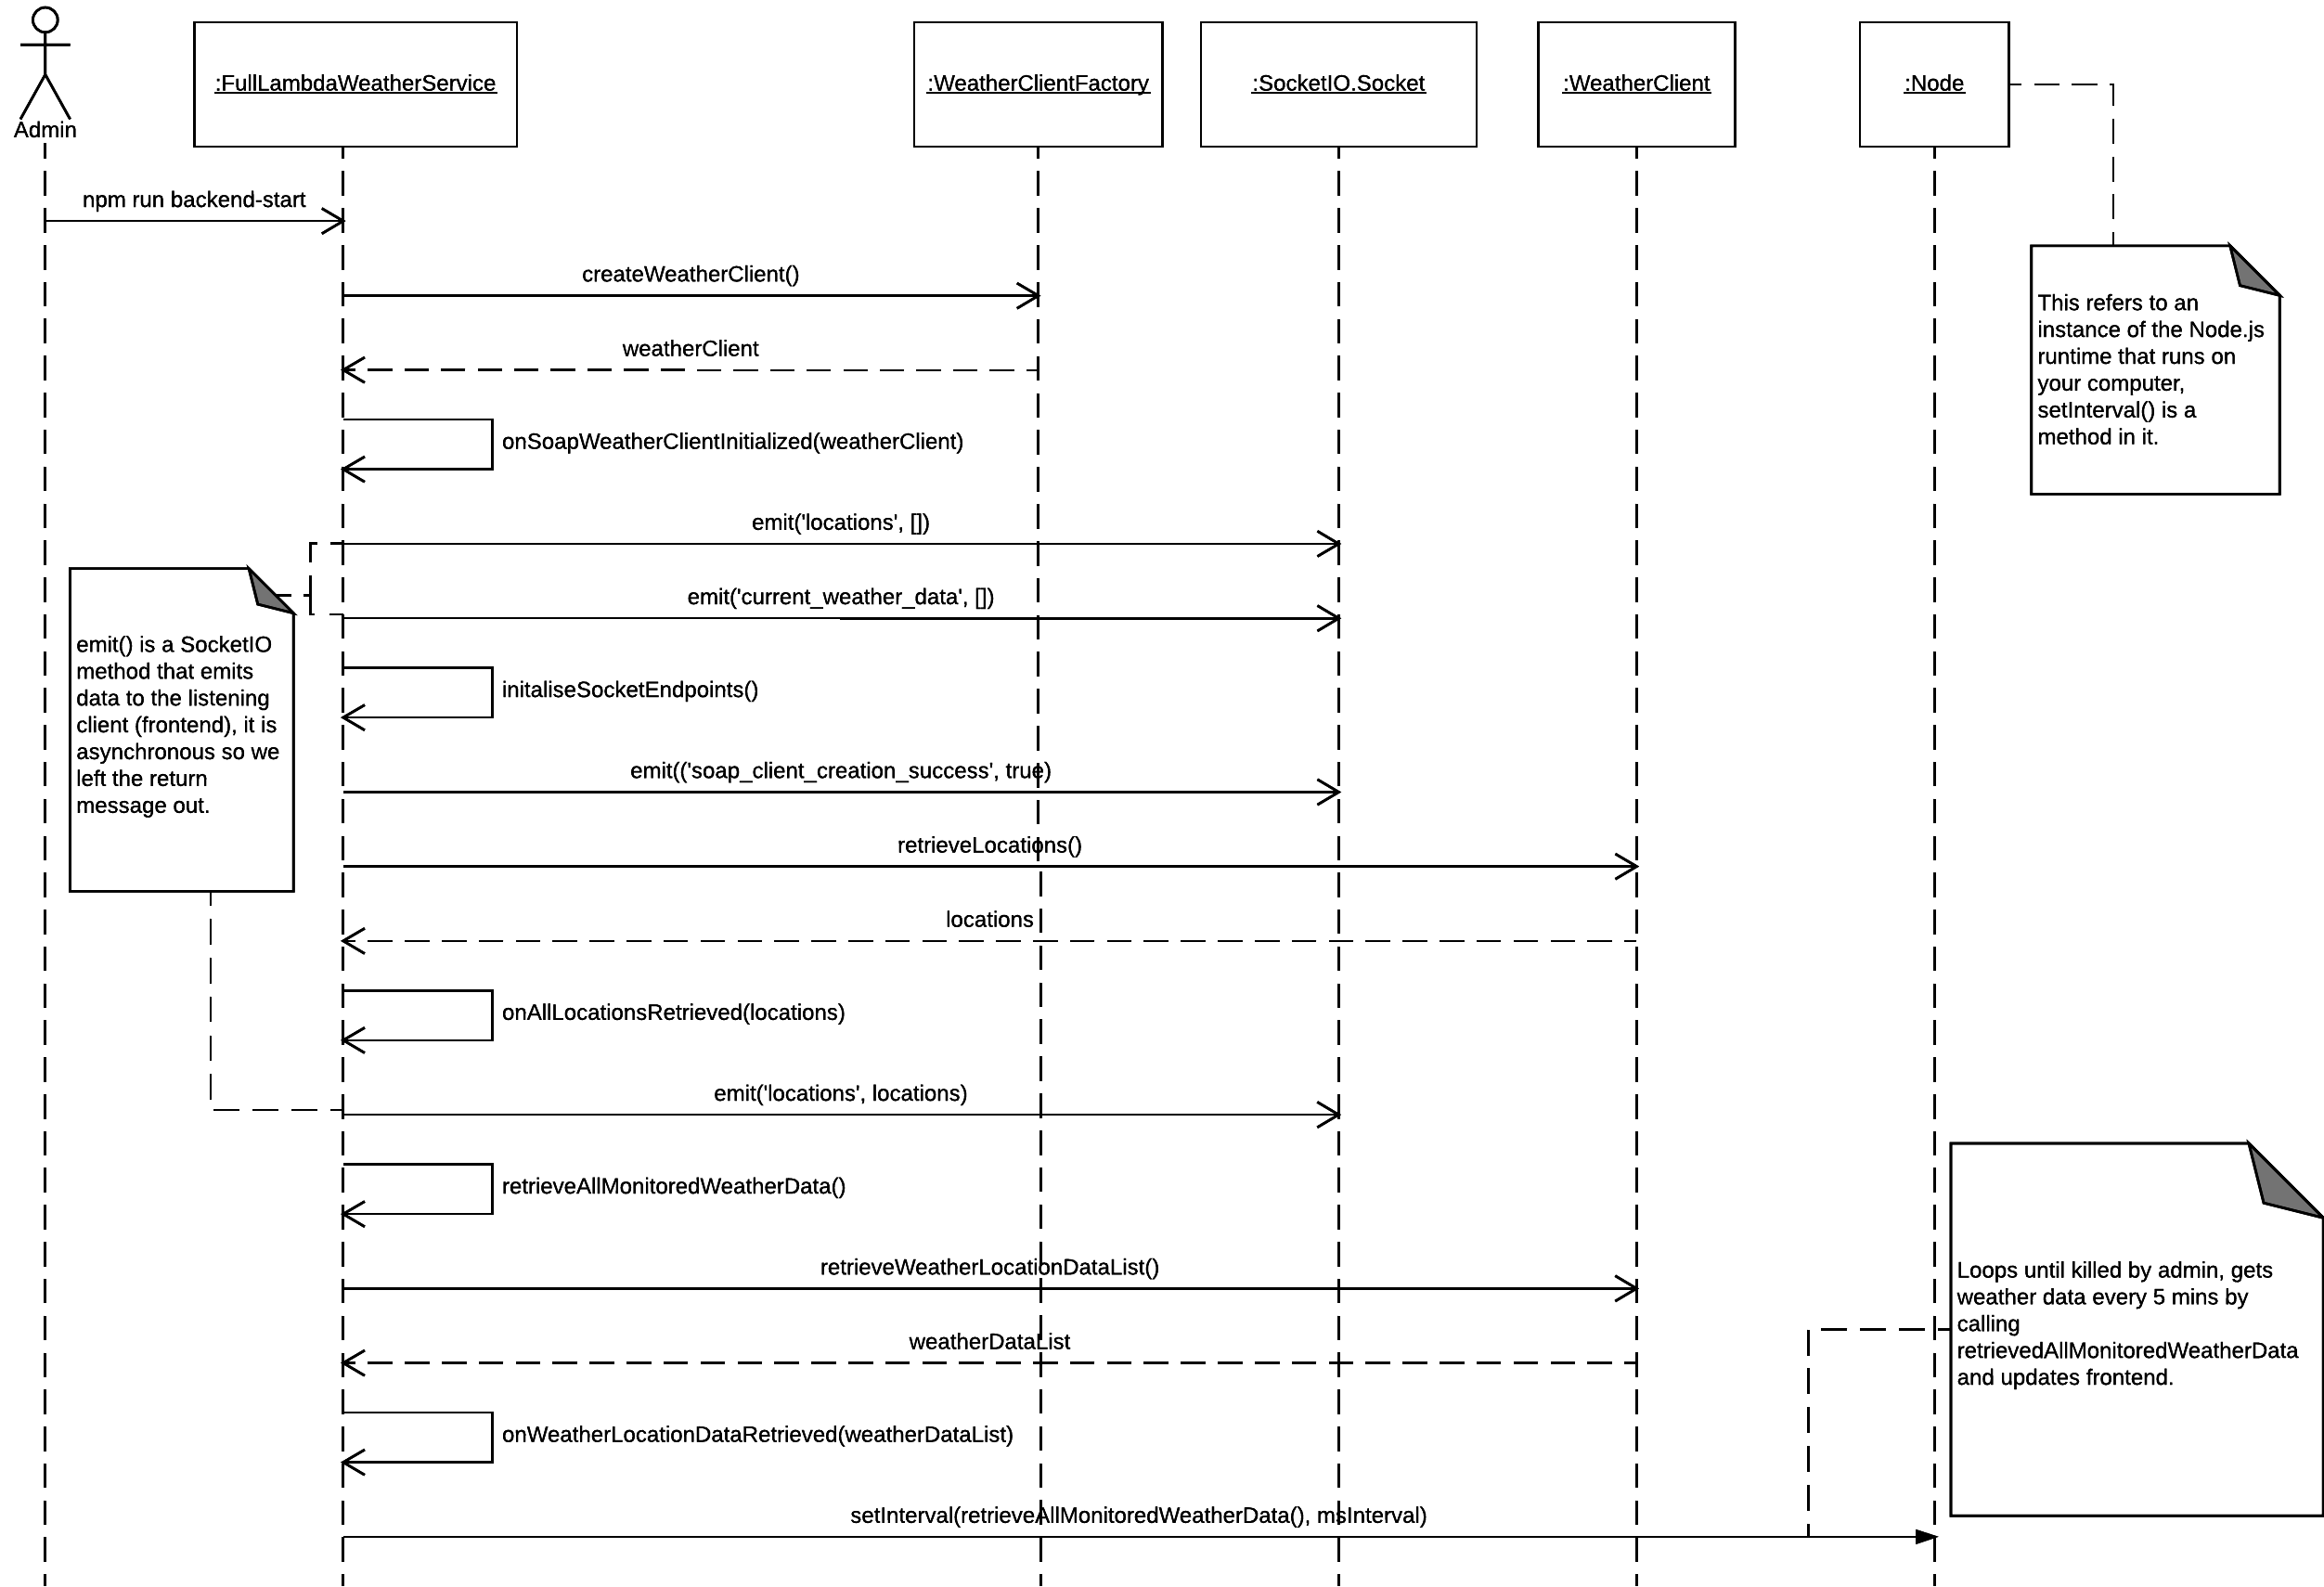 Admin
:FullLambdaWeatherService
:WeatherClientFactory
:SocketIO.Socket
:WeatherClient
:Node
npm run backend-start
createWeatherClient()
weatherClient
This refers to an
instance of the Node.js
runtime that runs on
your computer,
setInterval() is a
method in it.
onSoapWeatherClientInitialized(weatherClient)
emit('locations', [])
emit('current_weather_data', [])
emit() is a SocketIO
method that emits
data to the listening
client (frontend), it is
asynchronous so we
left the return
message out.
initaliseSocketEndpoints()
emit(('soap_client_creation_success', true)
retrieveLocations()
locations
onAllLocationsRetrieved(locations)
emit('locations', locations)
retrieveAllMonitoredWeatherData()
retrieveWeatherLocationDataList()
weatherDataList
Loops until killed by admin, gets
weather data every 5 mins by
calling
retrievedAllMonitoredWeatherData
and updates frontend.
onWeatherLocationDataRetrieved(weatherDataList)
setInterval(retrieveAllMonitoredWeatherData(), msInterval)